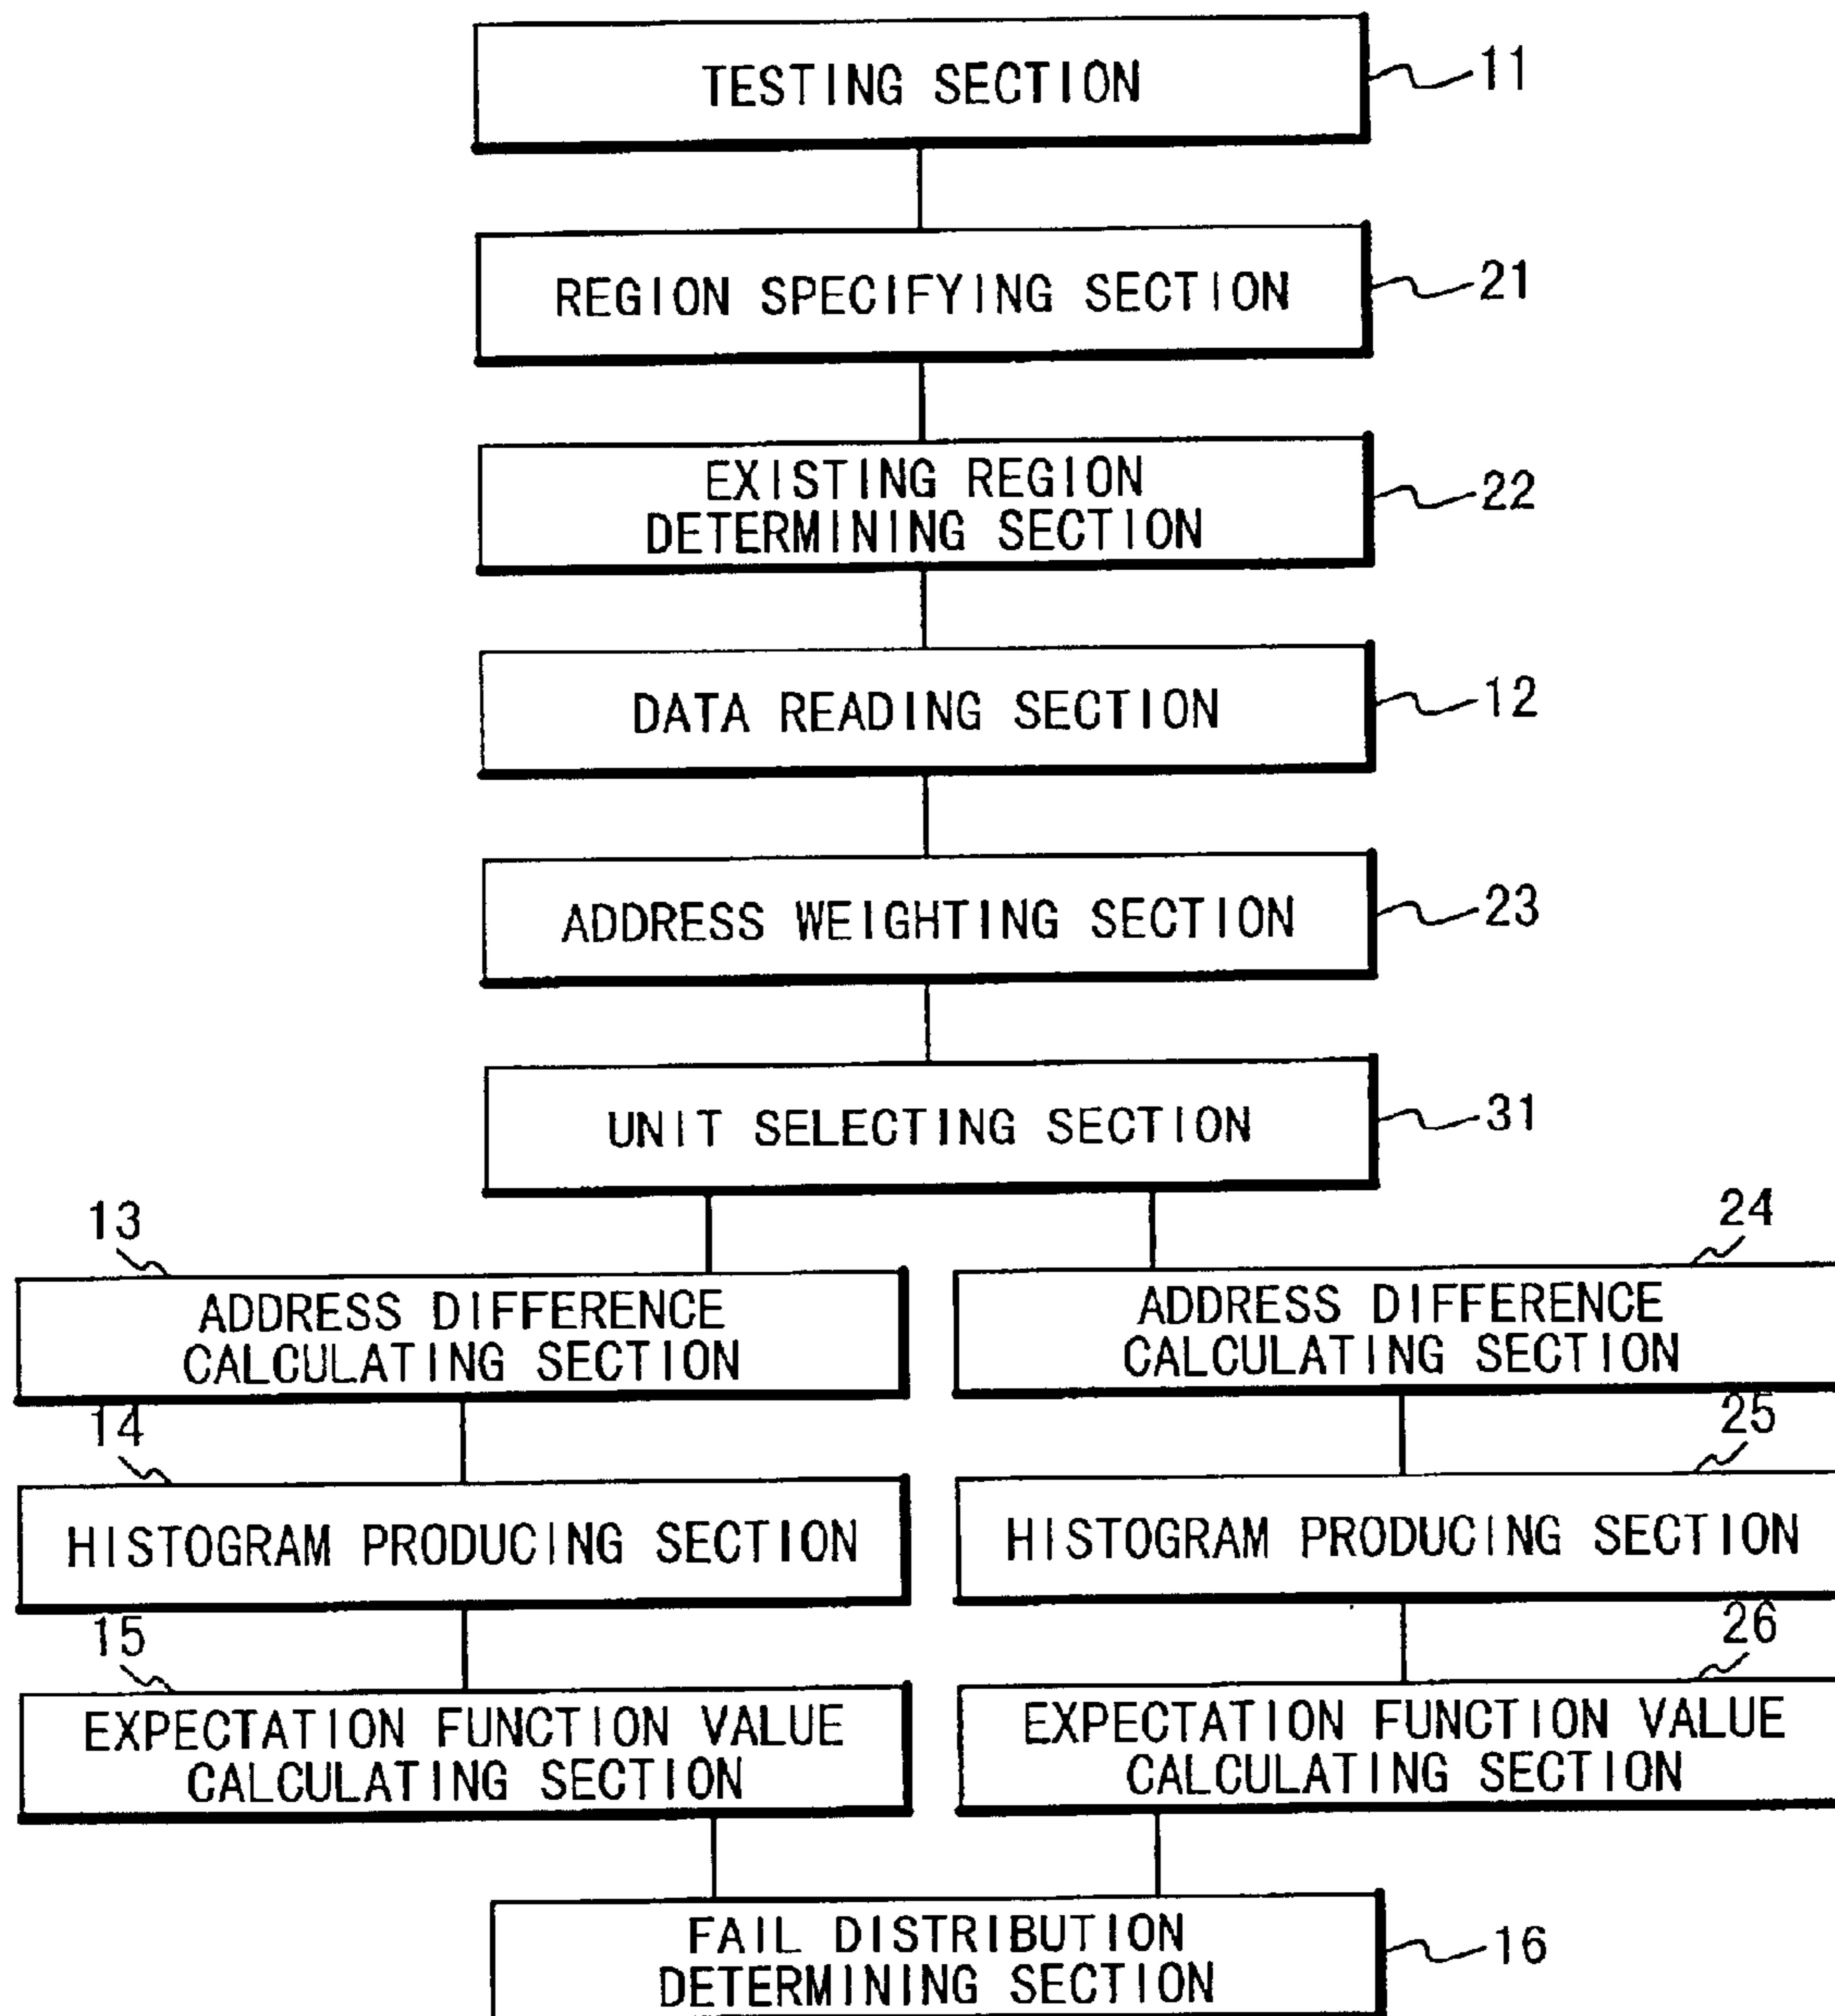 TESTING SECTION
11
REGION SPECIFYING SECTION
21
EXISTING REGION
DETERMINING SECTION
22
DATA READING SECTION
12
ADDRESS WEIGHTING SECTION
23
UNIT SELECTING SECTION
31
13
ADDRESS DIFFERENCE
CALCULATING SECTION
24
ADDRESS DIFFERENCE
CALCULATING SECTION
14
HISTOGRAM PRODUCING SECTION
25
HISTOGRAM PRODUCING SECTION
15
EXPECTATION FUNCTION VALUE
CALCULATING SECTION
26
EXPECTATION FUNCTION VALUE
CALCULATING SECTION
FAIL DISTRIBUTION
DETERMINING SECTION
16